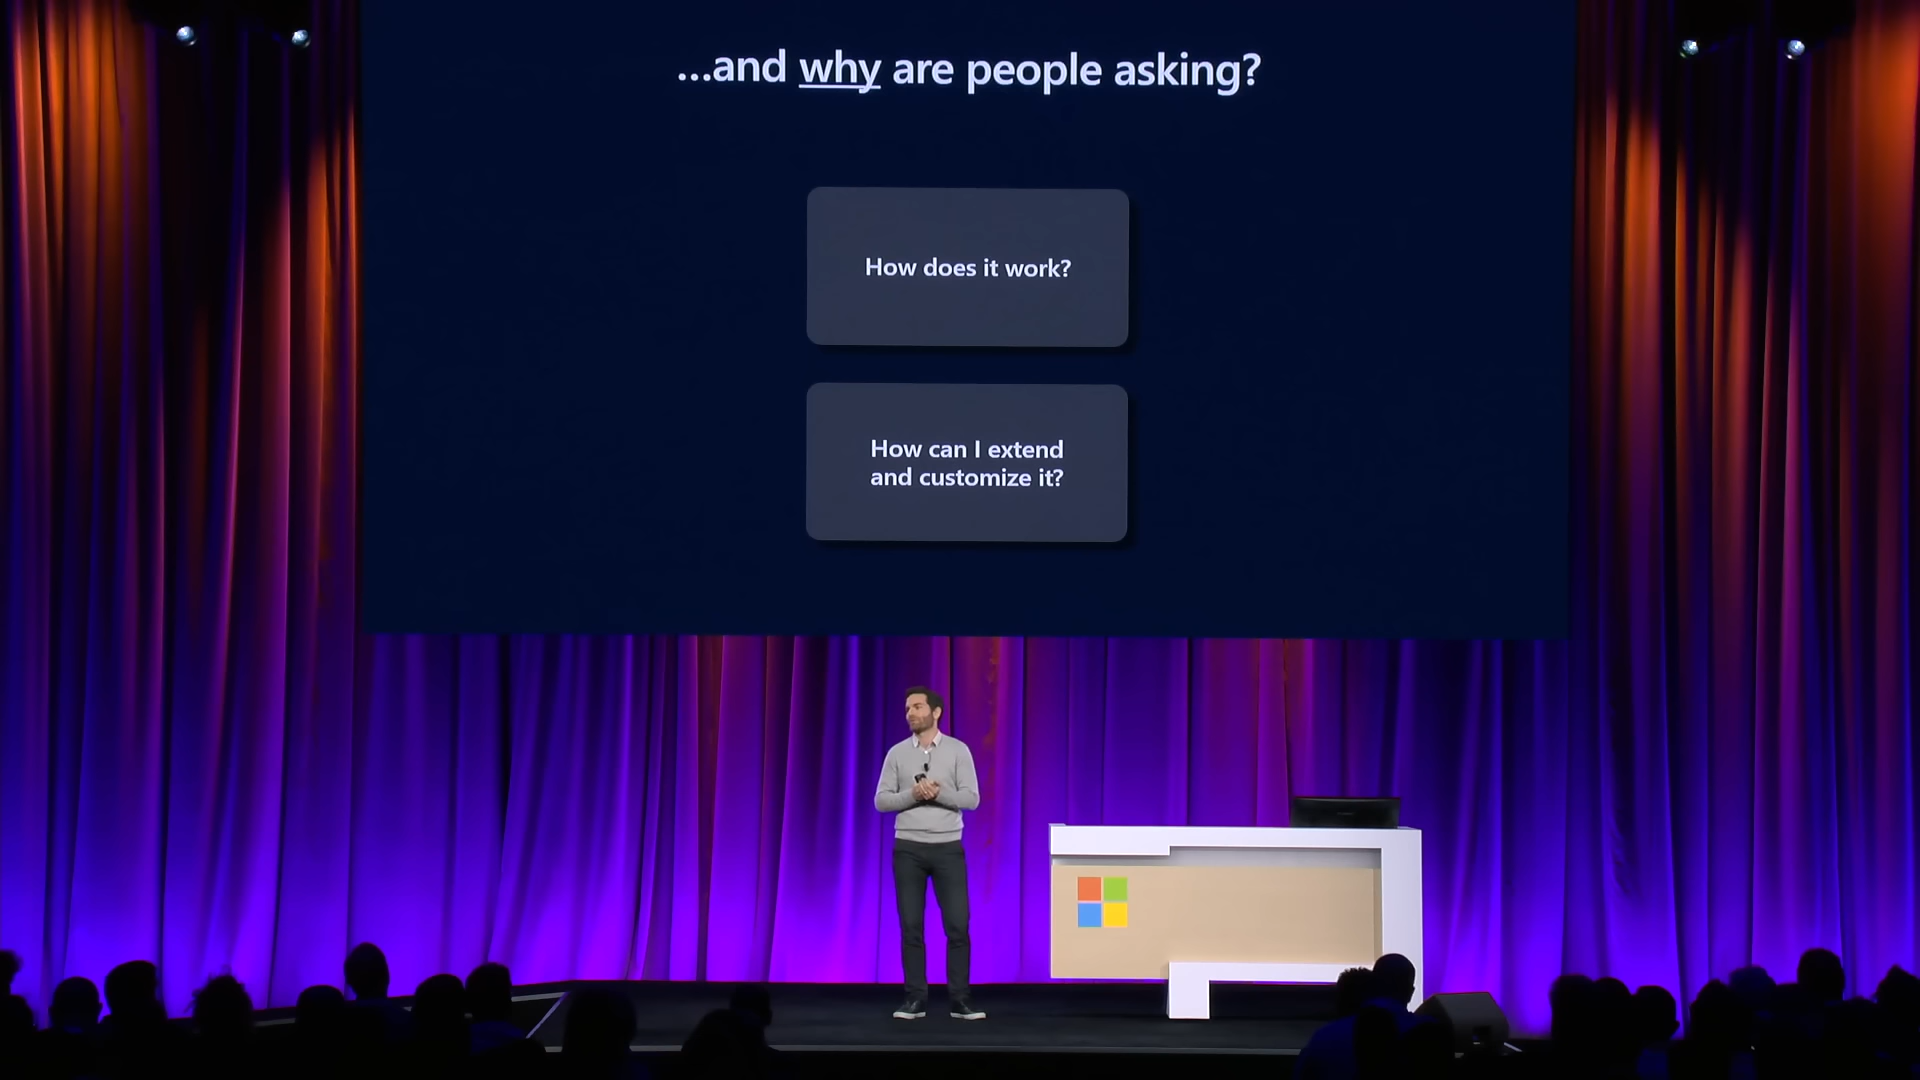 ...and why are people asking?
How does it work?
How can I extend
and customize it?